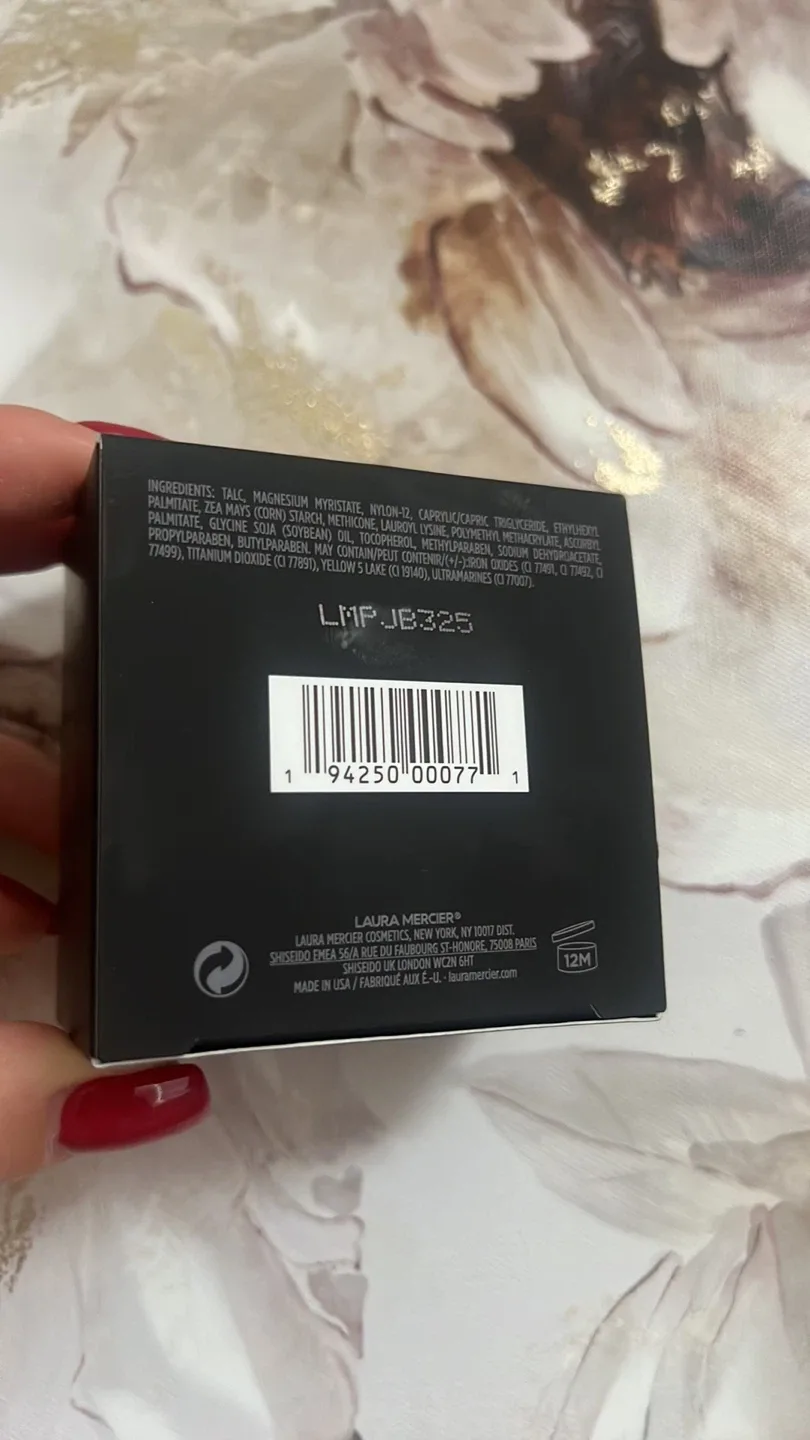 INGREDIENTS: TALC, MAGNESIUM MYRISTATE, NYLON-12, CAPRYLIC/CAPRIC TRIGLYCERIDE, ETHYLHEXYL
PALMITATE, ZEA MAYS (CORN) STARCH, METHICONE, LAUROYL LYSINE, POLYMETHYL METHACRYLATE, ASCORBYL
PALMITATE, GLYCINE SOJA (SOYBEAN) OIL, TOCOPHEROL, METHYLPARABEN, SODIUM DEHYDROACETATE,
PROPYLPARABEN, BUTYLPARABEN. MAY CONTAIN/PEUT CONTENIR/(+/-):IRON OXIDES (CI 77491, CI 77492, CI
77499), TITANIUM DIOXIDE (CI 77891), YELLOW 5 LAKE (CI 19140), ULTRAMARINES (CI 77007).
LMPJB325
1 94250 00077 1
LAURA MERCIER®
LAURA MERCIER COSMETICS, NEW YORK, NY 10017 DIST.
SHISEIDO EMEA 56/A RUE DU FAUBOURG ST-HONORE, 75008 PARIS
SHISEIDO UK LONDON WC2N 6HT
MADE IN USA / FABRIQUÉ AUX É.-U. · lauramercier.com
12M